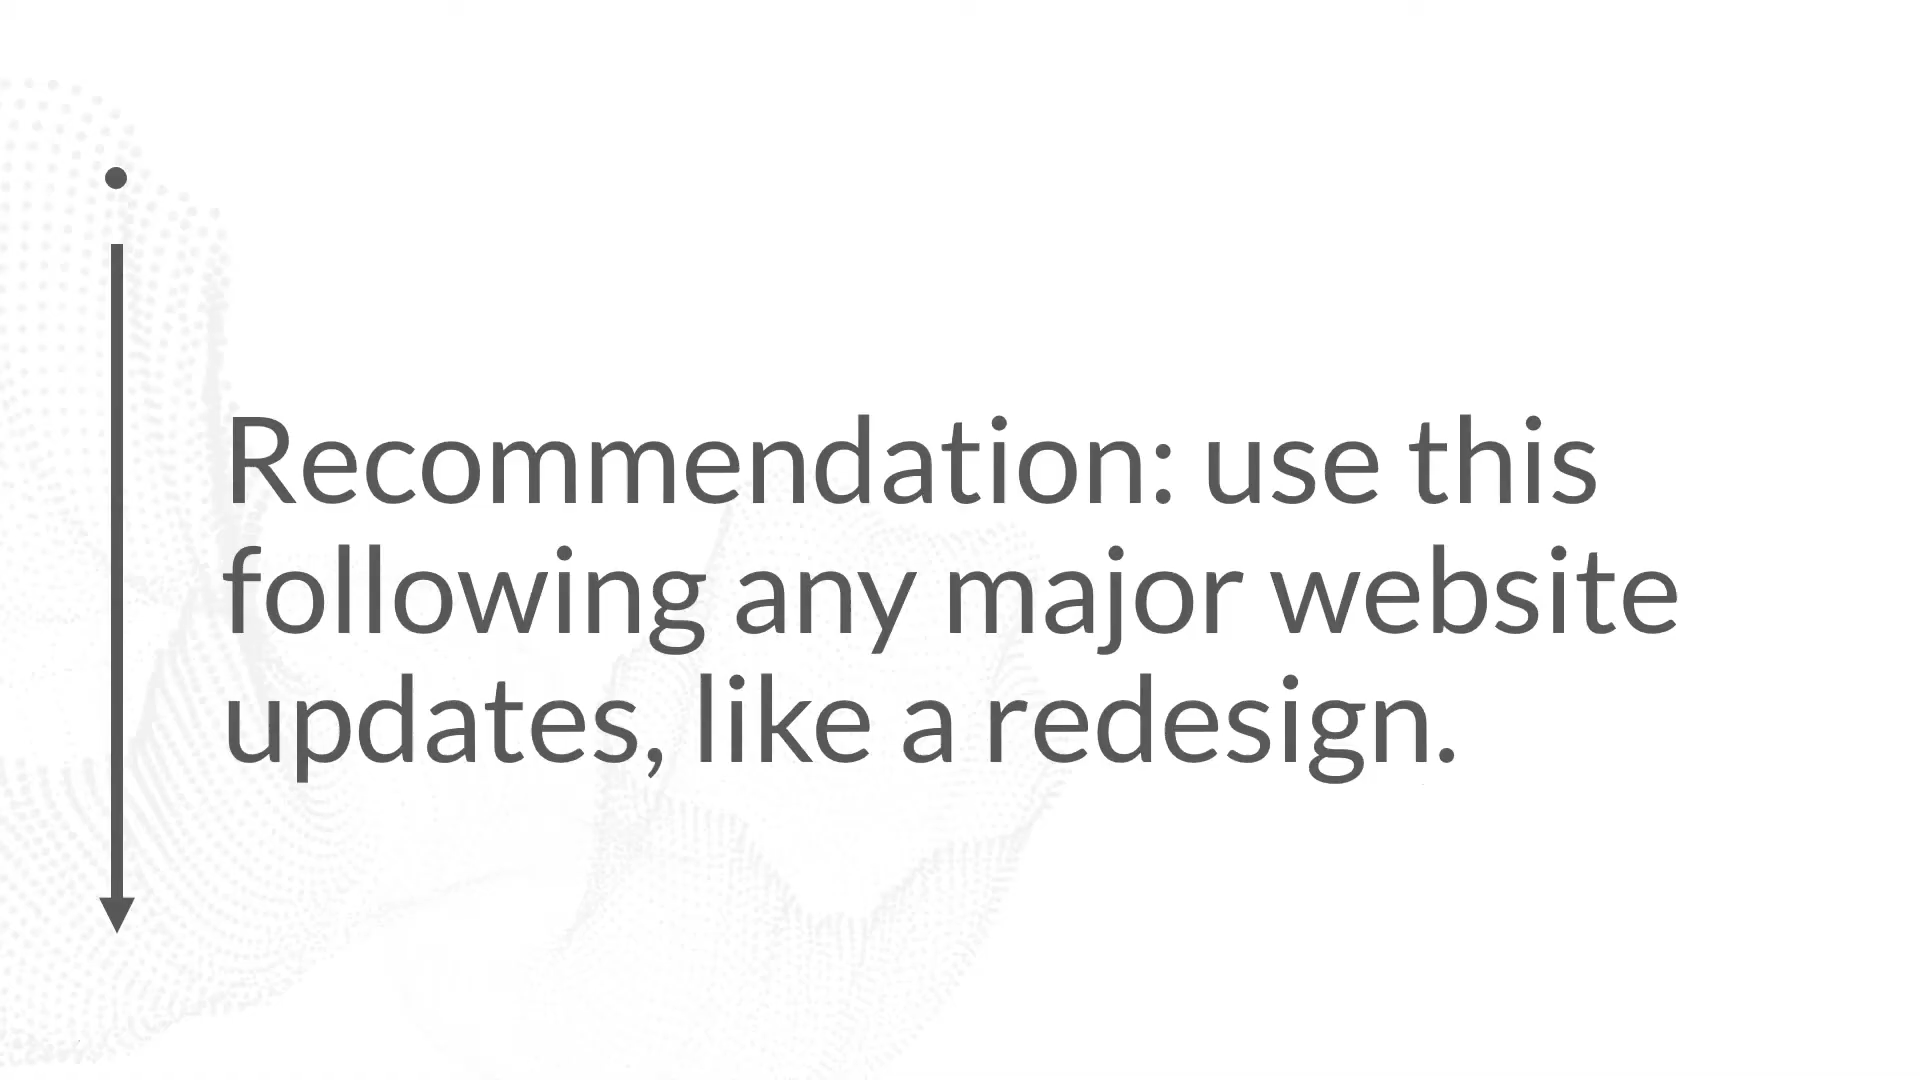 Recommendation: use this
following any major website
updates, like a redesign.